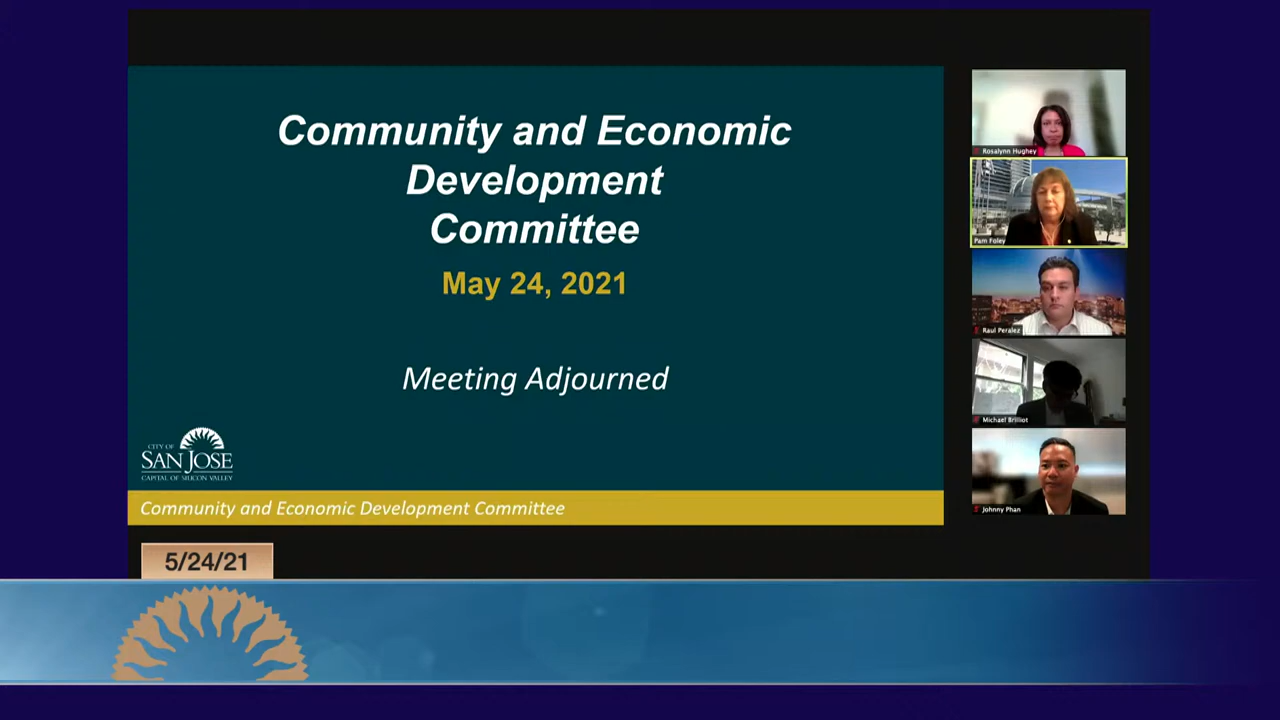 Community and Economic
Development
Committee
May 24, 2021
Meeting Adjourned
CITY OF
SAN JOSE
CAPITAL OF SILICON VALLEY
Community and Economic Development Committee
5/24/21
Rosalynn Hughey
Pam Foley
Raul Peralez
Michael Brilliot
Johnny Phan